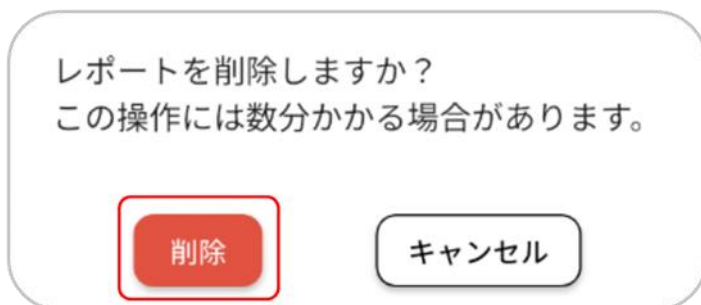 レポートを削除しますか？
この操作には数分かかる場合があります。
削除
キャンセル